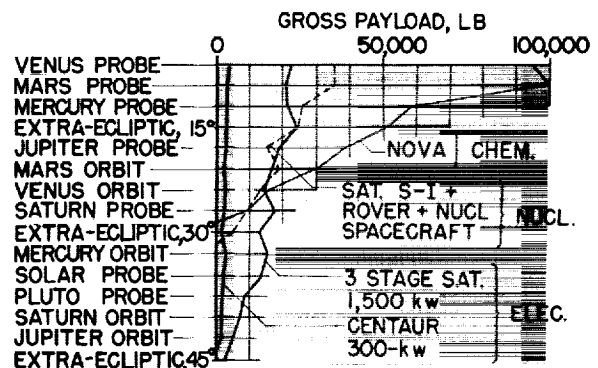 GROSS PAYLOAD, LB
0 50,000 100,000
VENUS PROBE
MARS PROBE
MERCURY PROBE
EXTRA-ECLIPTIC, 15°
JUPITER PROBE
MARS ORBIT
VENUS ORBIT
SATURN PROBE
EXTRA-ECLIPTIC, 30°
MERCURY ORBIT
SOLAR PROBE
PLUTO PROBE
SATURN ORBIT
JUPITER ORBIT
EXTRA-ECLIPTIC, 45°
NOVA CHEM.
SAT. S-I +
ROVER + NUCL
SPACECRAFT
NUCL.
3 STAGE SAT.
1,500 kw
CENTAUR
300-kw
ELEC.